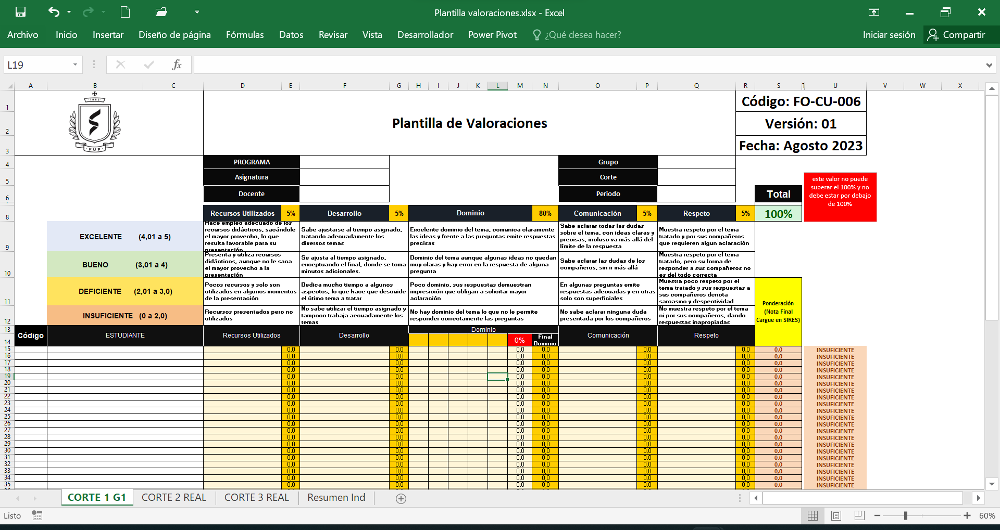 Plantilla valoraciones.xlsx - Excel
Archivo Inicio Insertar Diseño de página Fórmulas Datos Revisar Vista Desarrollador Power Pivot ¿Qué desea hacer? Iniciar sesión Compartir
L19 fx
A B C D E F G H I J K L M N O P Q R S T U V W X
1
2
3
1982
FUP
Plantilla de Valoraciones
Código: FO-CU-006
Versión: 01
Fecha: Agosto 2023
4 PROGRAMA Grupo
5 Asignatura Corte
6 Docente Periodo
Total
este valor no puede
superar el 100% y no
debe estar por debajo
de 100%
8 Recursos Utilizados 5% Desarrollo 5% Dominio 80% Comunicación 5% Respeto 5% 100%
9 EXCELENTE (4,01 a 5)
Hace empleo adecuado de los
recursos didácticos, sacándole
el mayor provecho, lo que
resulta favorable para su
presentación
Sabe ajustarse al tiempo asignado,
tratando adecuadamente los
diversos temas
Excelente dominio del tema, comunica claramente
las ideas y frente a las preguntas emite respuestas
precisas
Sabe aclarar todas las dudas
sobre el tema, con ideas claras y
precisas, incluso va más allá del
límite de la respuesta
Muestra respeto por el tema
tratado y por sus compañeros
que requieren algun aclaración
10 BUENO (3,01 a 4)
Presenta y utiliza recursos
didácticos, aunque no le saca
el mayor provecho a la
presentación
Se ajusta al tiempo asignado,
exceptuando el final, donde se toma
minutos adicionales.
Dominio del tema aunque algunas ideas no quedan
muy claras y hay error en la respuesta de alguna
pregunta
Sabe aclarar las dudas de los
compañeros, sin ir más allá
Muestra respeto por el tema
tratado, pero su forma de
responder a sus compañeros no
es del todo correcta
11 DEFICIENTE (2,01 a 3,0)
Pocos recursos y solo son
utilizados en algunos momentos
de la presentación
Dedica mucho tiempo a algunos
aspectos, lo que hace que descuide
el útimo tema a tratar
Poco dominio, sus respuestas demuestran
impresición que obligan a solicitar mayor
aclaración
En algunas preguntas emite
respuestas adecuadas y en otras
solo son superficiales
Muestra poco respeto por el
tema tratado y sus respuestas a
sus compañeros denota
sarcasmo y despectividad
12 INSUFICIENTE (0 a 2,0)
Recursos presentados pero no
utilizados
No sabe utilizar el tiempo asignado y
tampoco trabaja aecuadamente los
temas
No hay dominio del tema lo que no le permite
responder correctamente las preguntas
No sabe aclarar ninguna duda
presentada por los compañeros
No muestra respeto por el tema
ni por sus compañeros, dando
respuestas inapropiadas
Ponderación
(Nota Final
Cargue en SIRES)
13 Código ESTUDIANTE Recursos Utilizados Desarrollo Dominio Comunicación Respeto
14 0% Final
Dominio
15 0,0 0,0 0,0 0,0 0,0 0,0 0,0 INSUFICIENTE
16 0,0 0,0 0,0 0,0 0,0 0,0 0,0 INSUFICIENTE
17 0,0 0,0 0,0 0,0 0,0 0,0 0,0 INSUFICIENTE
18 0,0 0,0 0,0 0,0 0,0 0,0 0,0 INSUFICIENTE
19 0,0 0,0 0,0 0,0 0,0 0,0 0,0 INSUFICIENTE
20 0,0 0,0 0,0 0,0 0,0 0,0 0,0 INSUFICIENTE
21 0,0 0,0 0,0 0,0 0,0 0,0 0,0 INSUFICIENTE
22 0,0 0,0 0,0 0,0 0,0 0,0 0,0 INSUFICIENTE
23 0,0 0,0 0,0 0,0 0,0 0,0 0,0 INSUFICIENTE
24 0,0 0,0 0,0 0,0 0,0 0,0 0,0 INSUFICIENTE
25 0,0 0,0 0,0 0,0 0,0 0,0 0,0 INSUFICIENTE
26 0,0 0,0 0,0 0,0 0,0 0,0 0,0 INSUFICIENTE
27 0,0 0,0 0,0 0,0 0,0 0,0 0,0 INSUFICIENTE
28 0,0 0,0 0,0 0,0 0,0 0,0 0,0 INSUFICIENTE
29 0,0 0,0 0,0 0,0 0,0 0,0 0,0 INSUFICIENTE
30 0,0 0,0 0,0 0,0 0,0 0,0 0,0 INSUFICIENTE
31 0,0 0,0 0,0 0,0 0,0 0,0 0,0 INSUFICIENTE
32 0,0 0,0 0,0 0,0 0,0 0,0 0,0 INSUFICIENTE
33 0,0 0,0 0,0 0,0 0,0 0,0 0,0 INSUFICIENTE
34 0,0 0,0 0,0 0,0 0,0 0,0 0,0 INSUFICIENTE
35 0,0 0,0 0,0 0,0 0,0 0,0 0,0 INSUFICIENTE
CORTE 1 G1 CORTE 2 REAL CORTE 3 REAL Resumen Ind
Listo 60%